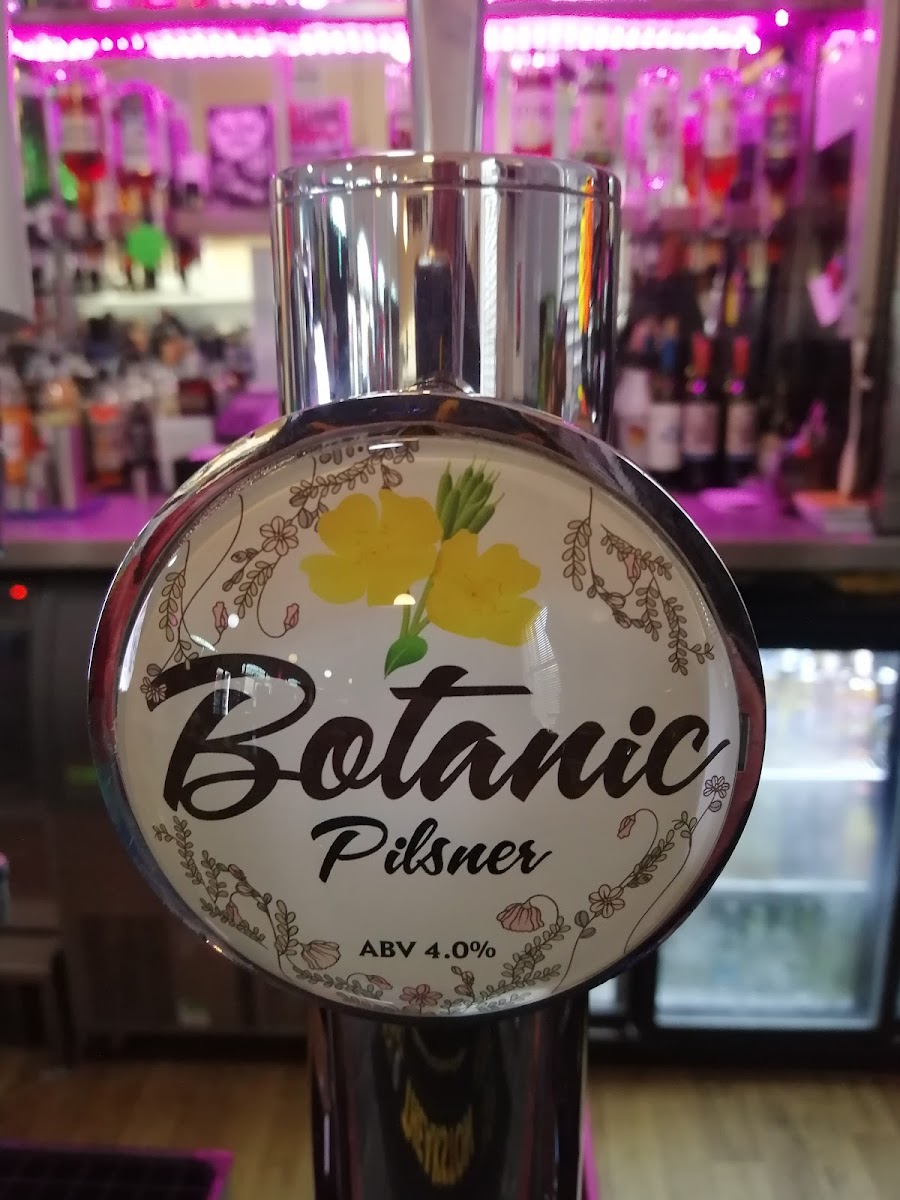 Botanic
Pilsner
ABV 4.0%